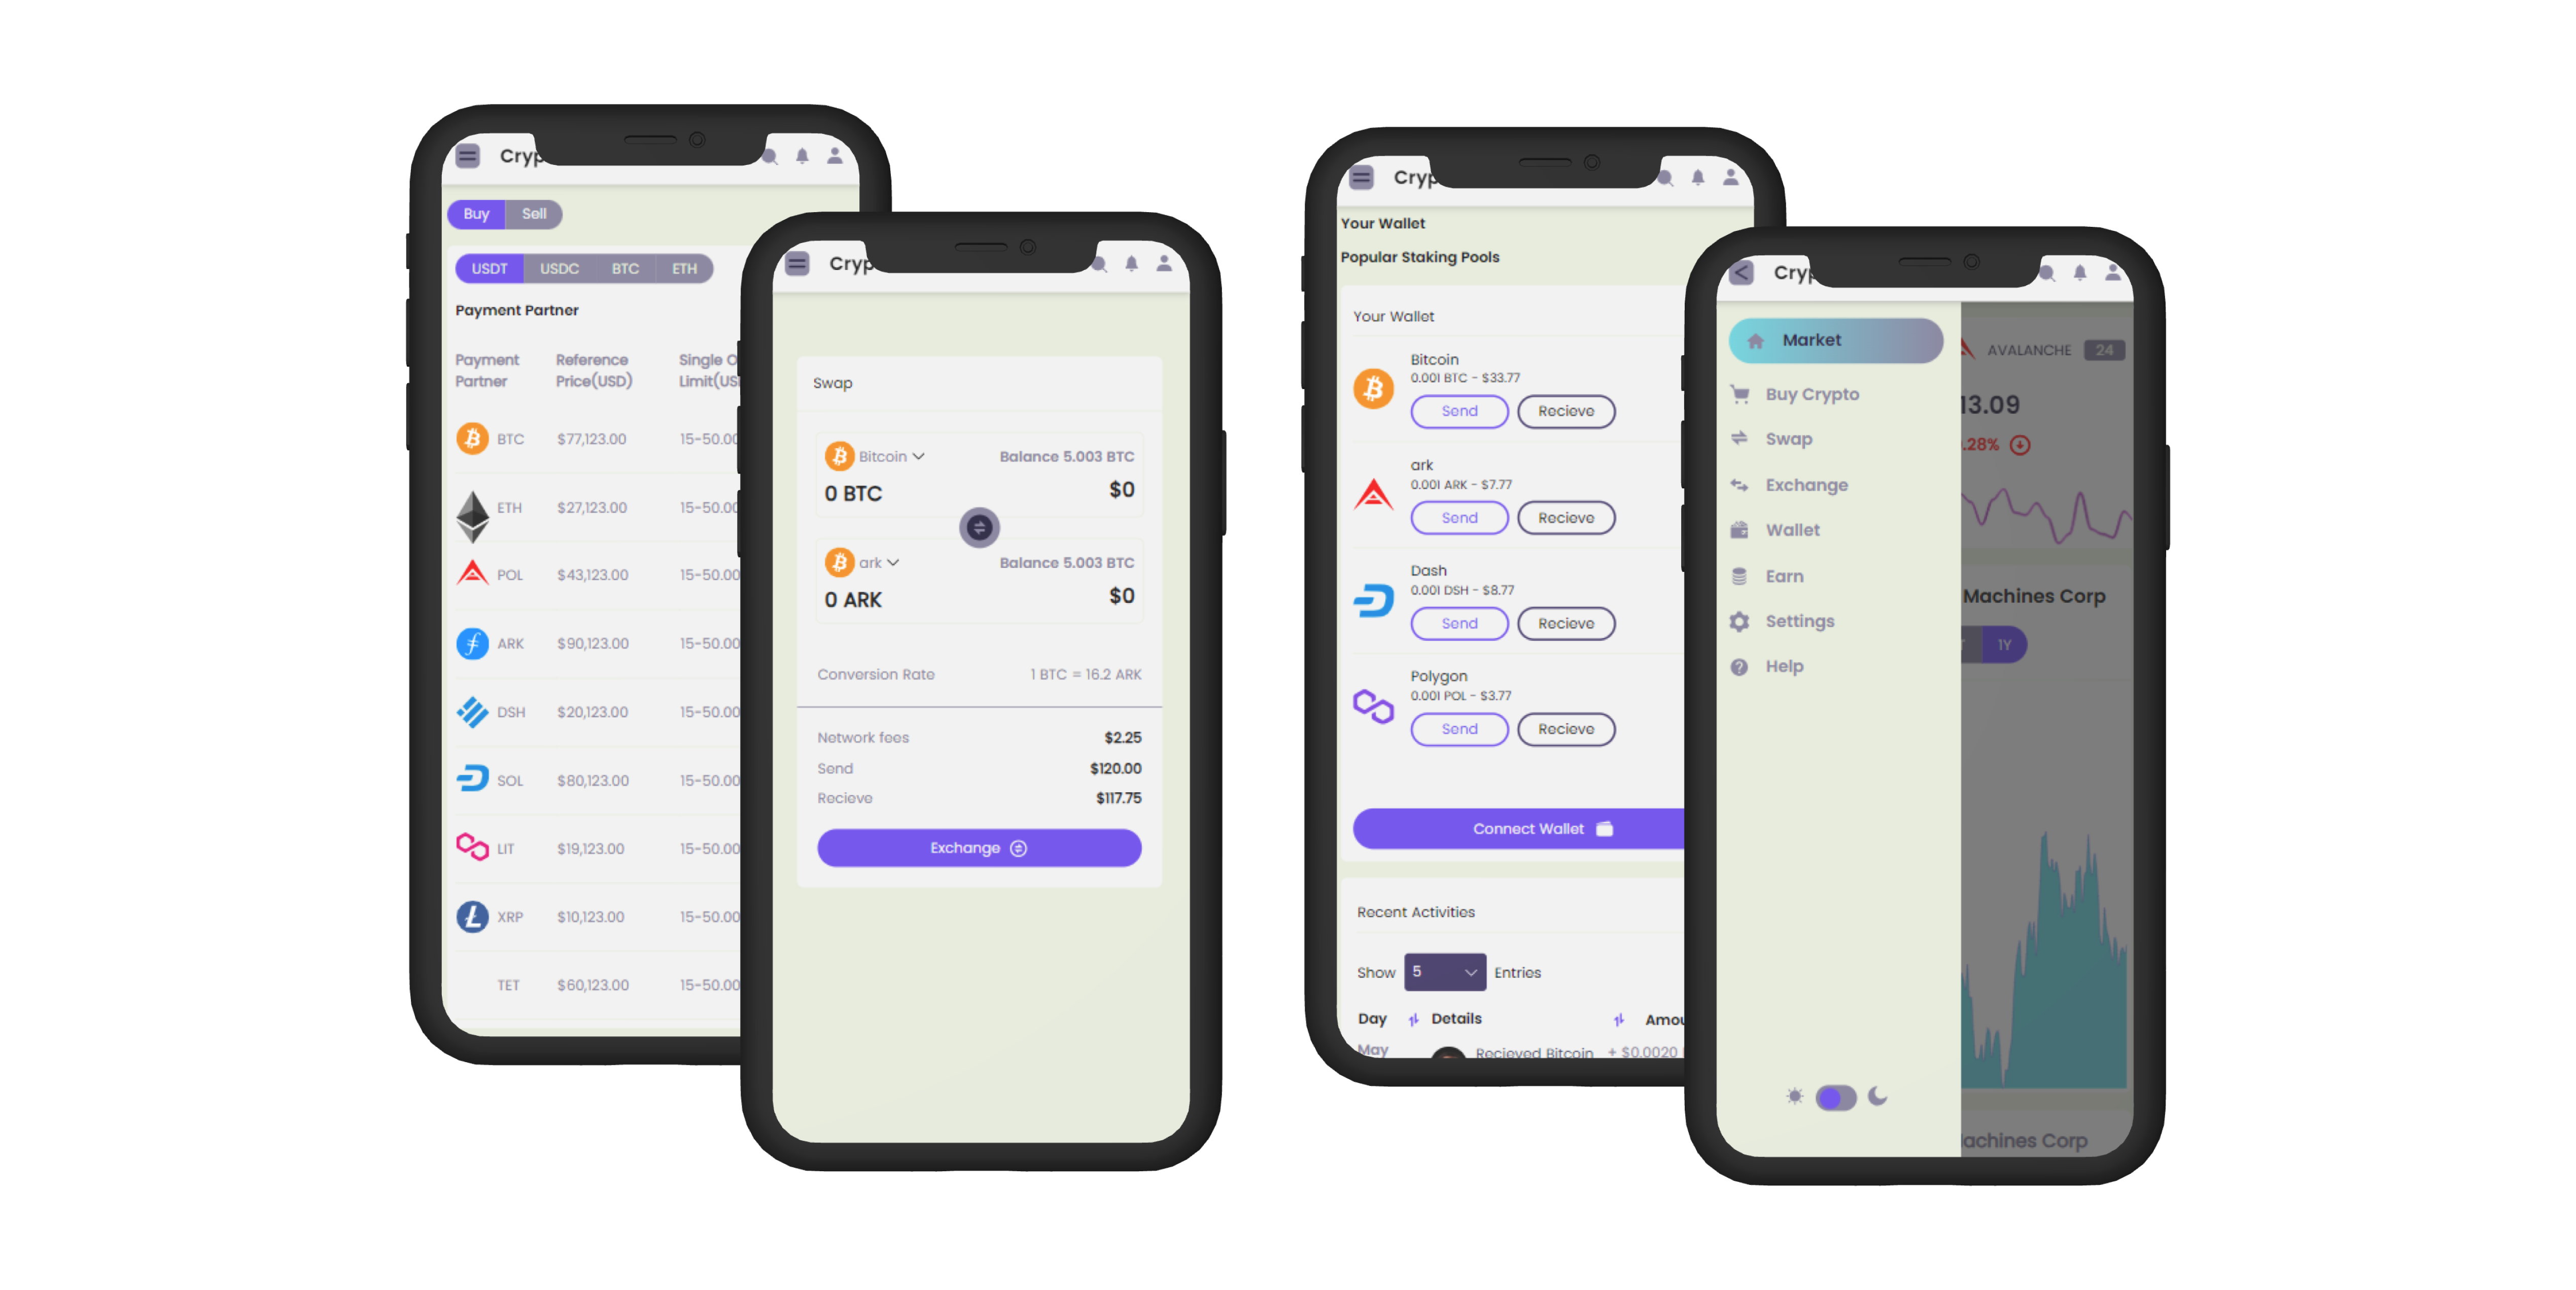 Cryp
Buy Sell
USDT USDC BTC ETH
Payment Partner
Payment Partner
Reference Price(USD)
Single O
Limit(US
BTC $77,123.00 15-50.00
ETH $27,123.00 15-50.00
POL $43,123.00 15-50.00
ARK $90,123.00 15-50.00
DSH $20,123.00 15-50.00
SOL $80,123.00 15-50.00
LIT $19,123.00 15-50.00
XRP $10,123.00 15-50.00
TET $60,123.00 15-50.00
Cryp
Swap
Bitcoin Balance 5.003 BTC
0 BTC $0
ark Balance 5.003 BTC
0 ARK $0
Conversion Rate 1 BTC = 16.2 ARK
Network fees $2.25
Send $120.00
Recieve $117.75
Exchange
Cryp
Your Wallet
Popular Staking Pools
Your Wallet
Bitcoin
0.001 BTC - $33.77
Send Recieve
ark
0.001 ARK - $7.77
Send Recieve
Dash
0.001 DSH - $8.77
Send Recieve
Polygon
0.001 POL - $3.77
Send Recieve
Connect Wallet
Recent Activities
Show 5 Entries
Day Details Amou
May Recieved Bitcoin + $0.0020
Cryp
Market
Buy Crypto
Swap
Exchange
Wallet
Earn
Settings
Help
AVALANCHE 24
13.09
.28%
Machines Corp
1Y
achines Corp